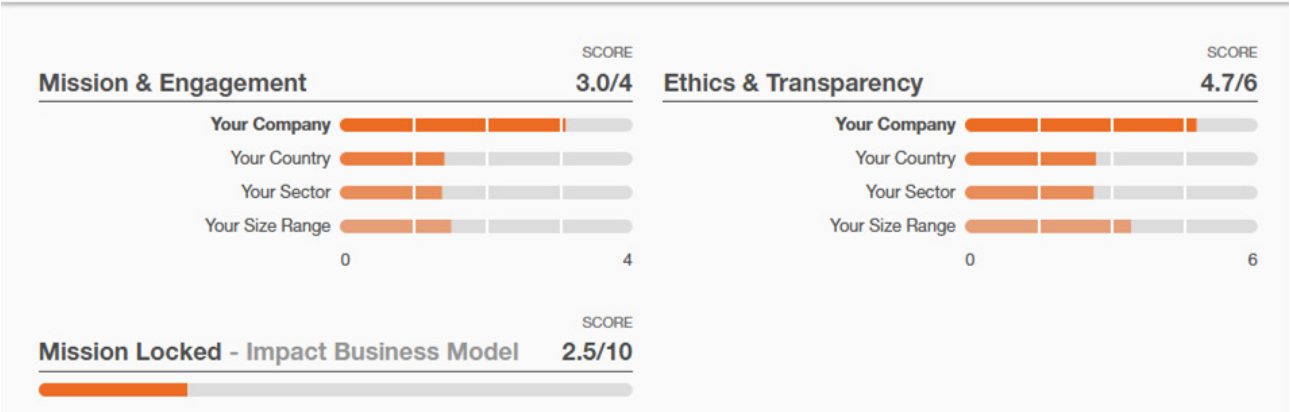 SCORE
Mission & Engagement 3.0/4
Your Company
Your Country
Your Sector
Your Size Range
0 4
SCORE
Ethics & Transparency 4.7/6
Your Company
Your Country
Your Sector
Your Size Range
0 6
SCORE
Mission Locked - Impact Business Model 2.5/10